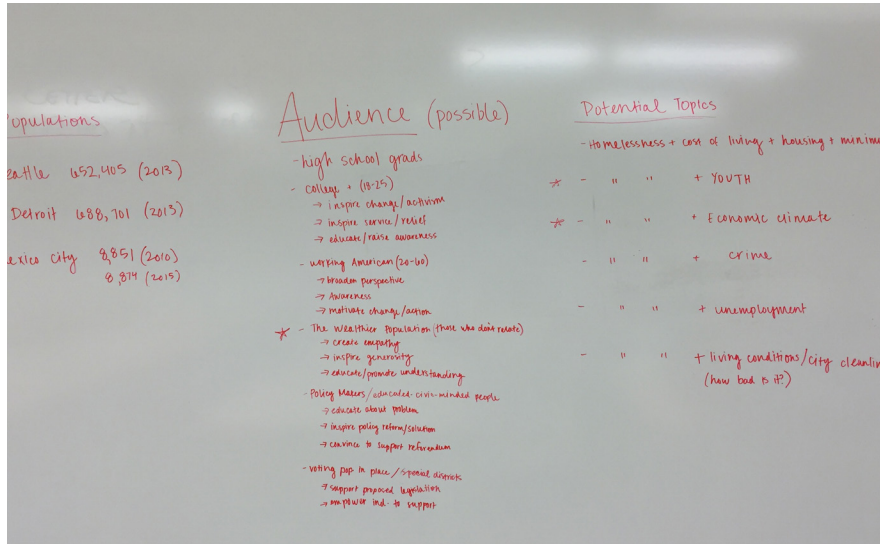 opulations
eattle 652,405 (2013)
Detroit 688,701 (2013)
exico city 8,851 (2010)
8,874 (2015)
Audience (possible)
- high school grads
- College + (18-25)
→ inspire change/activism
→ inspire service/relief
→ educate/raise awareness
- working American (20-60)
→ broaden perspective
→ Awareness
→ motivate change/action
☆ - The Wealthier Population (those who don't relate)
→ create empathy
→ inspire generosity
→ educate/promote understanding
- Policy Makers/educated-civic-minded people
→ educate about problem
→ inspire policy reform/solution
→ convince to support referendum
- voting pop in place/special districts
→ support proposed legislation
→ empower ind. to support
Potential Topics
- Homelessness + cost of living + housing + minim
☆ - " " + YOUTH
☆ - " " + Economic climate
- " " + crime
- " " + unemployment
- " " + living conditions/city cleanlin
(how bad is it?)